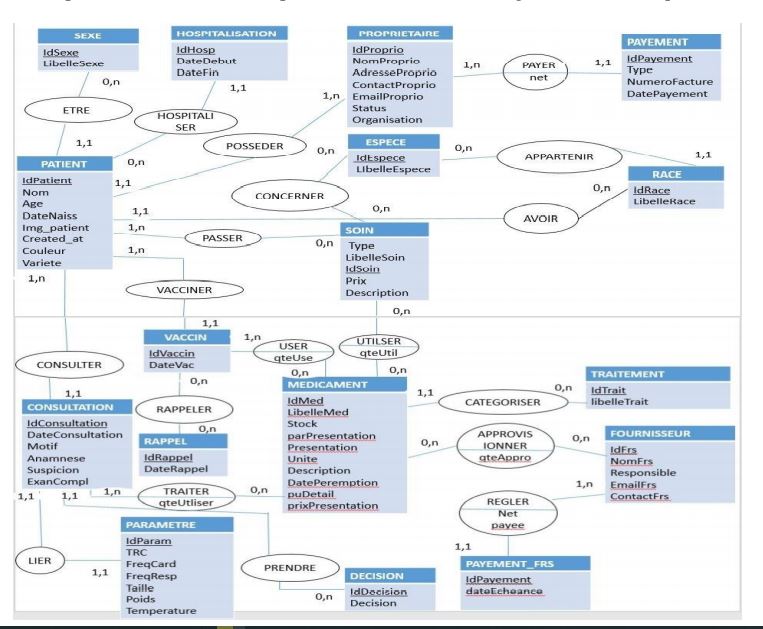 SEXE
IdSexe
LibelleSexe
HOSPITALISATION
IdHosp
DateDebut
DateFin
PROPRIETAIRE
IdProprio
NomProprio
AdresseProprio
ContactProprio
EmailProprio
Status
Organisation
PAYEMENT
IdPayement
Type
NumeroFacture
DatePayement
1,n
PAYER
net
1,1
0,n
ETRE
1,1
1,1
HOSPITALI
SER
0,n
1,n
POSSEDER
1,1
ESPECE
IdEspece
LIbelleEspece
0,n
0,n
APPARTENIR
1,1
RACE
IdRace
LibelleRace
0,n
PATIENT
IdPatient
Nom
Age
DateNaiss
Img_patient
Created_at
Couleur
Variete
CONCERNER
0,n
1,1
AVOIR
1,n
PASSER
0,n
SOIN
Type
LibelleSoin
IdSoin
Prix
Description
1,n
VACCINER
1,n
0,n
1,1
VACCIN
IdVaccin
DateVac
1,n
USER
qteUse
0,n
UTILSER
qteUtil
0,n
CONSULTER
1,1
0,n
RAPPELER
0,n
RAPPEL
IdRappel
DateRappel
MEDICAMENT
IdMed
LibelleMed
Stock
parPresentation
Presentation
Unite
Description
DatePeremption
puDetail
prixPresentation
1,1
CATEGORISER
0,n
TRAITEMENT
IdTrait
libelleTrait
0,n
APPROVIS
IONNER
qteAppro
0,n
FOURNISSEUR
IdFrs
NomFrs
Responsible
EmailFrs
ContactFrs
1,n
REGLER
Net
payee
1,1
PAYEMENT_FRS
IdPayement
dateEcheance
CONSULTATION
IdConsultation
DateConsultation
Motif
Anamnese
Suspicion
ExanCompl
1,1
1,1
1,n
TRAITER
qteUtliser
0,n
PARAMETRE
IdParam
TRC
FreqCard
FreqResp
Taille
Poids
Temperature
LIER
1,1
PRENDRE
0,n
DECISION
IdDecision
Decision